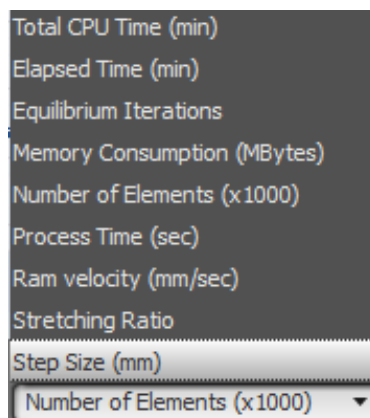 Total CPU Time (min)
Elapsed Time (min)
Equilibrium Iterations
Memory Consumption (MBytes)
Number of Elements (x1000)
Process Time (sec)
Ram velocity (mm/sec)
Stretching Ratio
Step Size (mm)
Number of Elements (x1000)